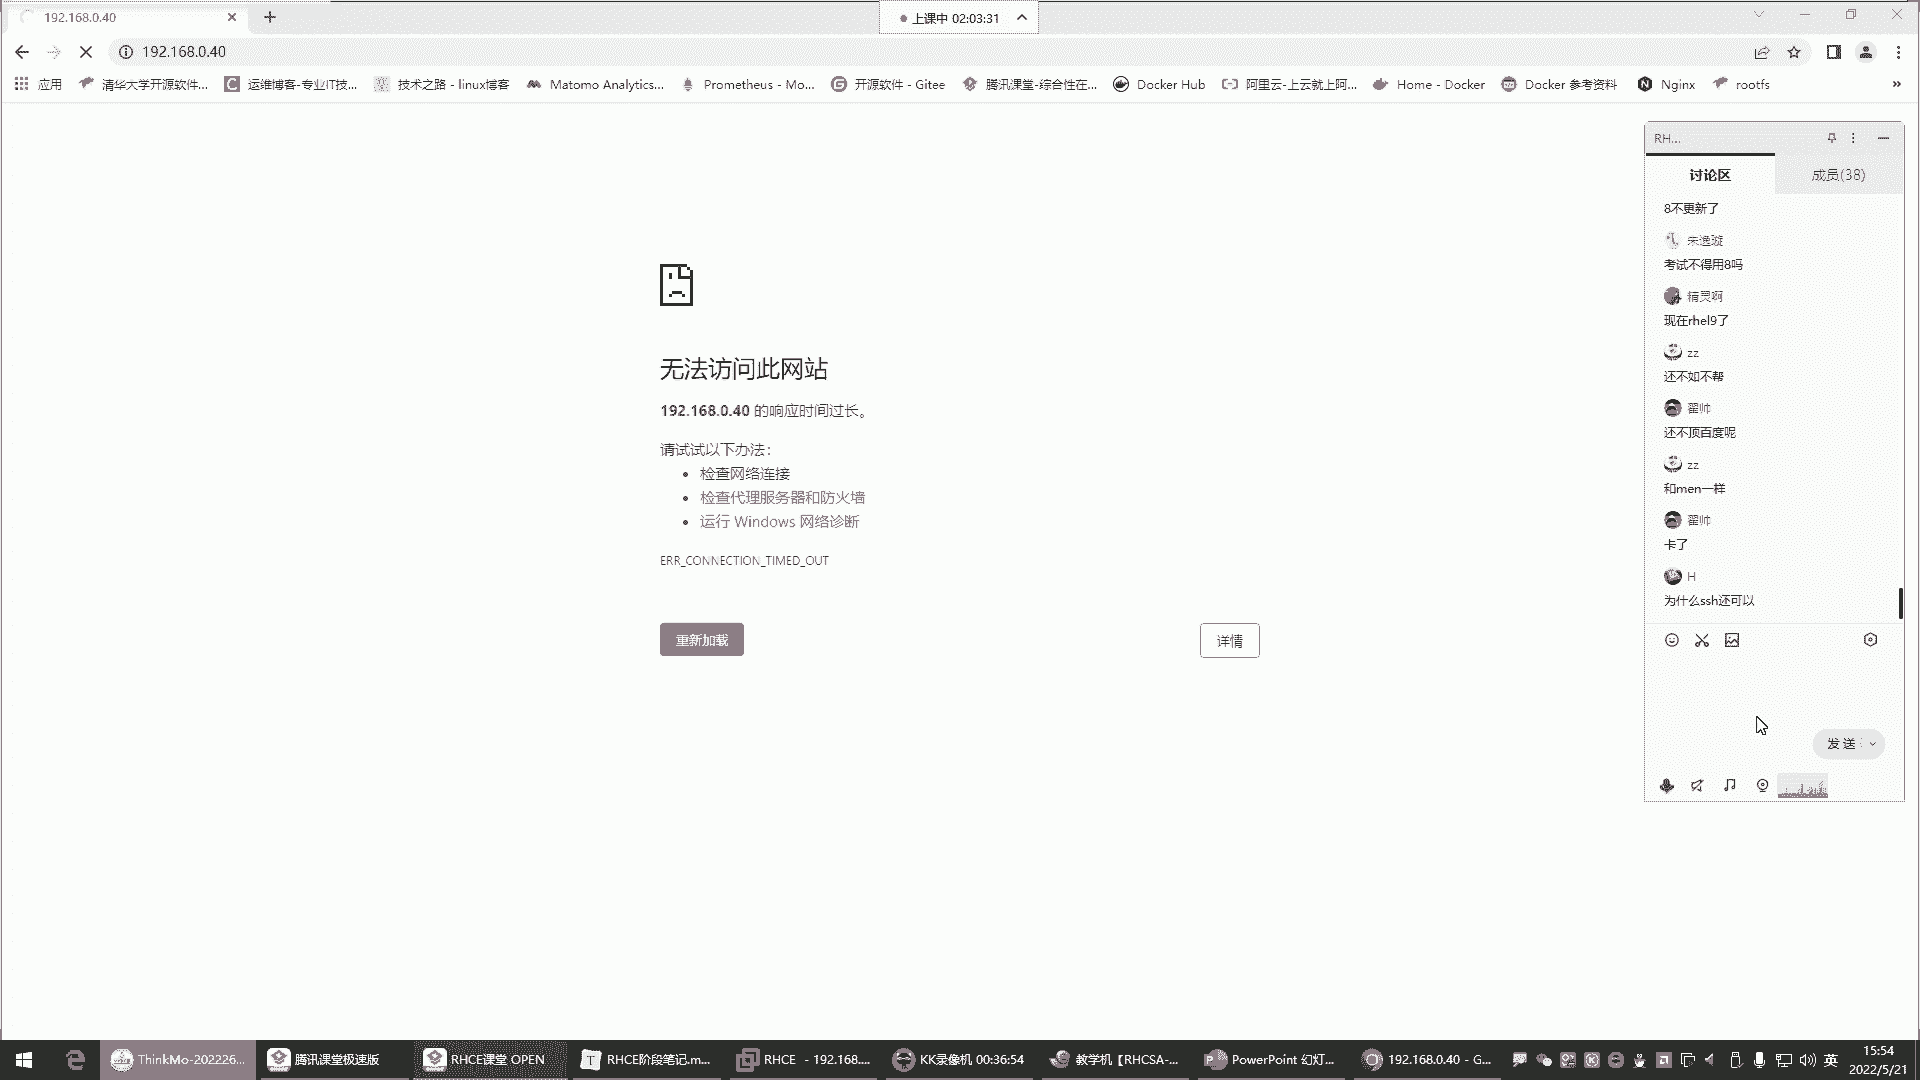 192.168.0.40
上课中 02:03:31
192.168.0.40
应用
清华大学开源软件...
运维博客-专业IT技...
技术之路 - linux博客
Matomo Analytics...
Prometheus - Mo...
开源软件 - Gitee
腾讯课堂-综合性在...
Docker Hub
阿里云-上云就上阿...
Home - Docker
Docker 参考资料
Nginx
rootfs
»
无法访问此网站
192.168.0.40 的响应时间过长。
请试试以下办法：
检查网络连接
检查代理服务器和防火墙
运行 Windows 网络诊断
ERR_CONNECTION_TIMED_OUT
重新加载
详情
RH...
讨论区
成员(38)
8不更新了
朱逸璇
考试不得用8吗
精灵啊
现在rhel9了
zz
还不如不帮
翟帅
还不顶百度呢
zz
和men一样
翟帅
卡了
H
为什么ssh还可以
发送
ThinkMo-202226...
腾讯课堂极速版
RHCE课堂 OPEN
RHCE阶段笔记.m...
RHCE - 192.168....
KK录像机 00:36:54
教学机【RHCSA-...
PowerPoint 幻灯...
192.168.0.40 - G...
英
15:54
2022/5/21